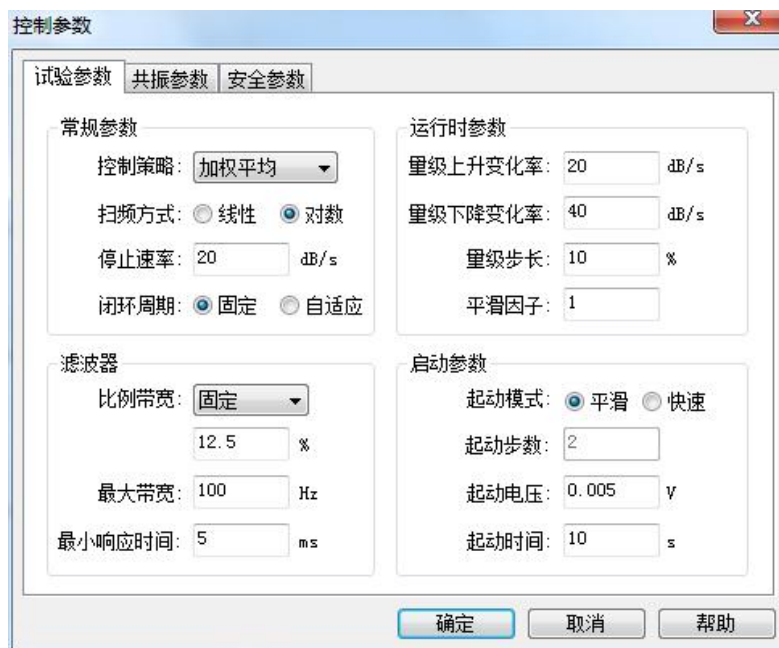 控制参数
试验参数 共振参数 安全参数
常规参数
控制策略: 加权平均
扫频方式: 线性 对数
停止速率: 20 dB/s
闭环周期: 固定 自适应
运行时参数
量级上升变化率: 20 dB/s
量级下降变化率: 40 dB/s
量级步长: 10 %
平滑因子: 1
滤波器
比例带宽: 固定
12.5 %
最大带宽: 100 Hz
最小响应时间: 5 ms
启动参数
起动模式: 平滑 快速
起动步数: 2
起动电压: 0.005 V
起动时间: 10 s
确定 取消 帮助